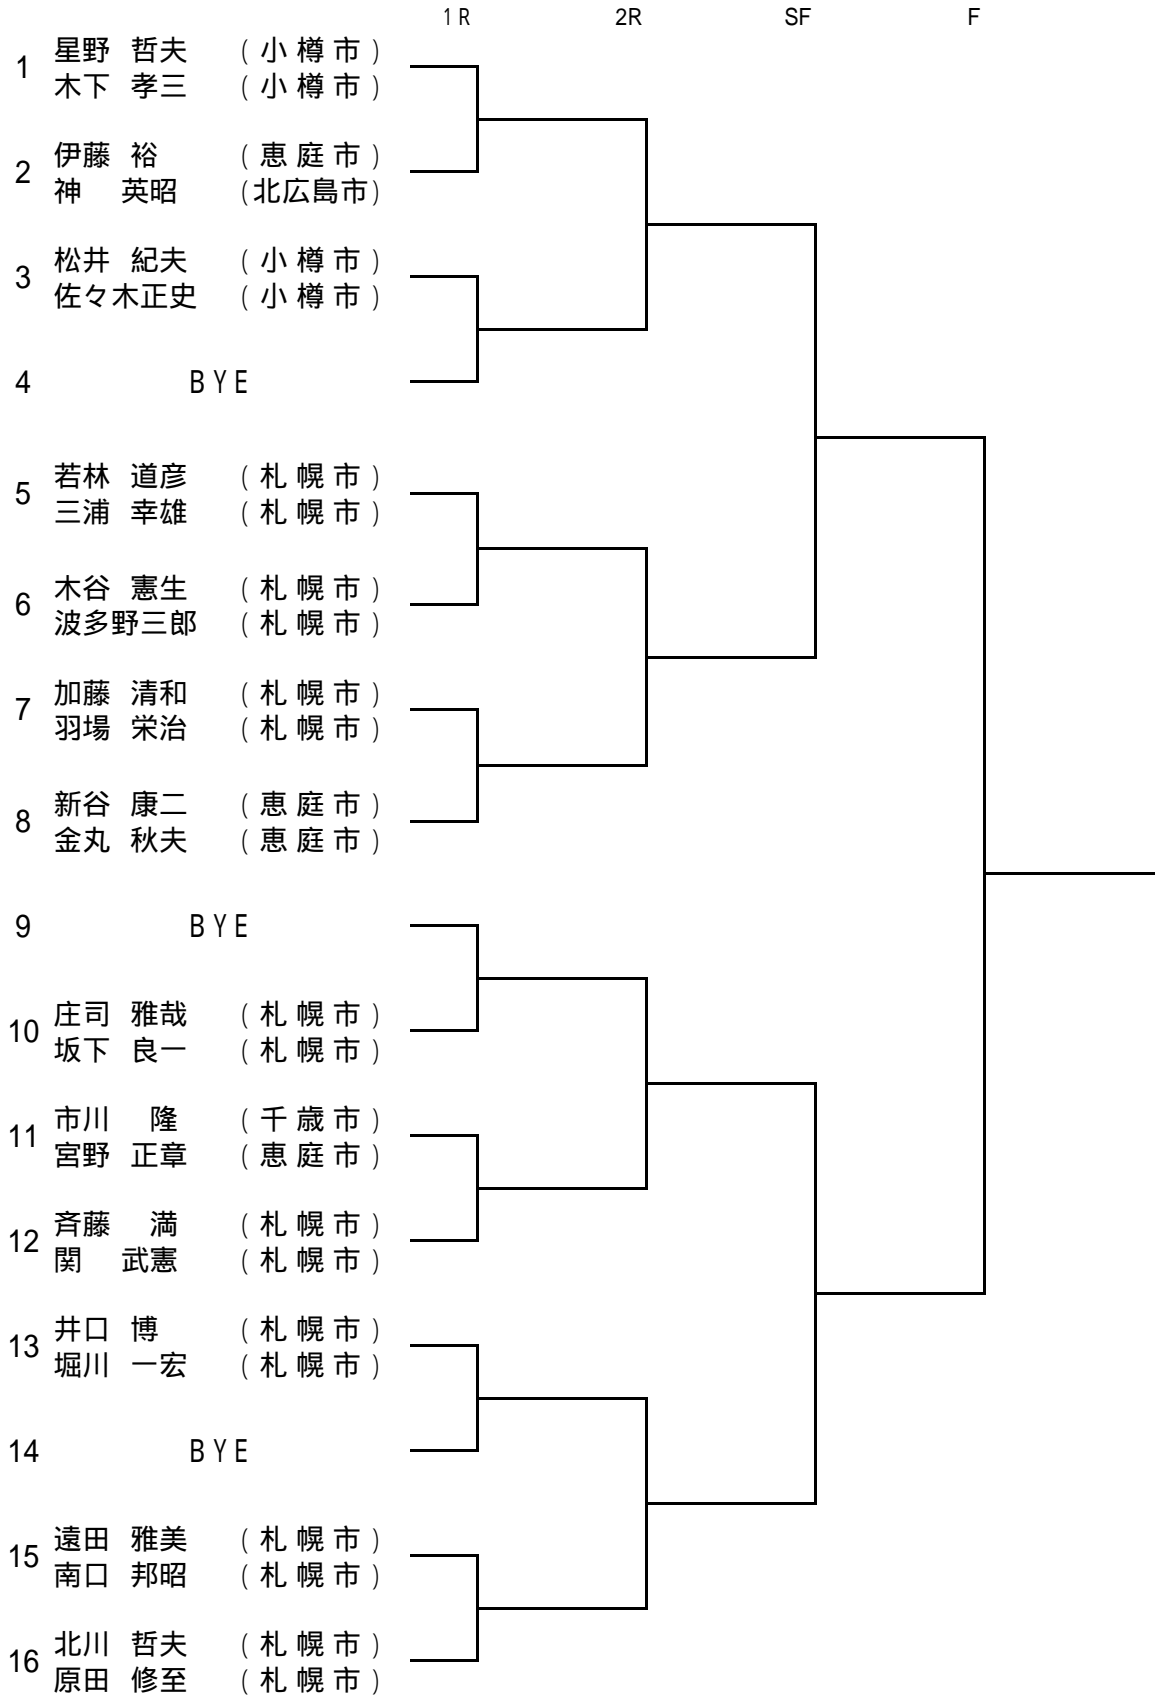 1R 2R SF F
1 星野 哲夫 (小樽市)
木下 孝三 (小樽市)
2 伊藤 裕 (恵庭市)
神 英昭 (北広島市)
3 松井 紀夫 (小樽市)
佐々木正史 (小樽市)
4 BYE
5 若林 道彦 (札幌市)
三浦 幸雄 (札幌市)
6 木谷 憲生 (札幌市)
波多野三郎 (札幌市)
7 加藤 清和 (札幌市)
羽場 栄治 (札幌市)
8 新谷 康二 (恵庭市)
金丸 秋夫 (恵庭市)
9 BYE
10 庄司 雅哉 (札幌市)
坂下 良一 (札幌市)
11 市川 隆 (千歳市)
宮野 正章 (恵庭市)
12 斉藤 満 (札幌市)
関 武憲 (札幌市)
13 井口 博 (札幌市)
堀川 一宏 (札幌市)
14 BYE
15 遠田 雅美 (札幌市)
南口 邦昭 (札幌市)
16 北川 哲夫 (札幌市)
原田 修至 (札幌市)